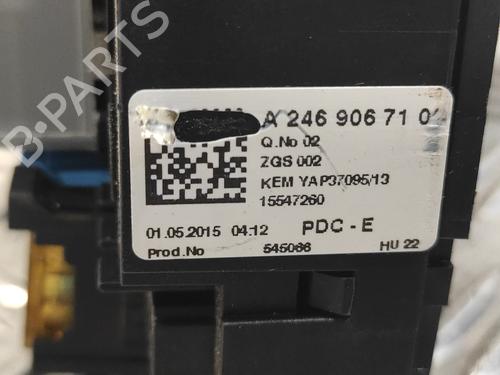 B-PARTS
A 246 906 71 0
Q.No 02
ZGS 002
KEM YAP37095/13
15547260
01.05.2015 04:12 PDC - E
Prod.No 545066 HU 22